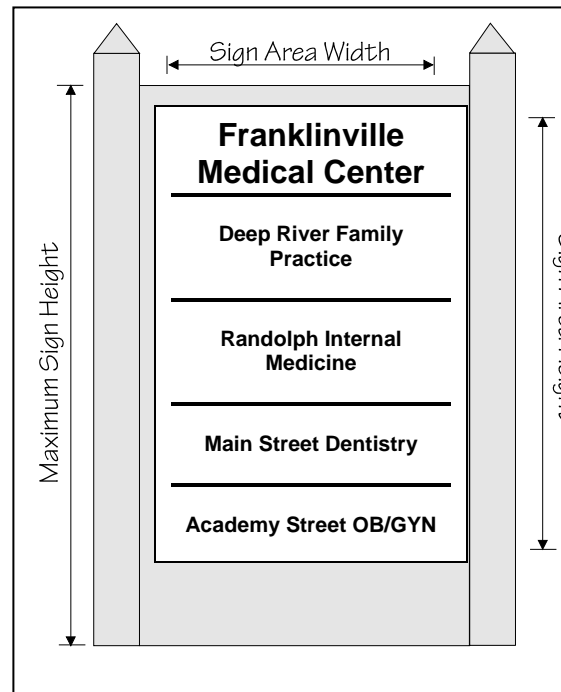 Sign Area Width
Franklinville
Medical Center
Deep River Family
Practice
Randolph Internal
Medicine
Main Street Dentistry
Academy Street OB/GYN
Maximum Sign Height